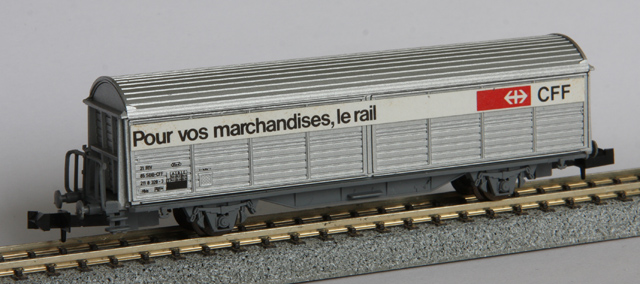 Pour vos marchandises, le rail
CFF